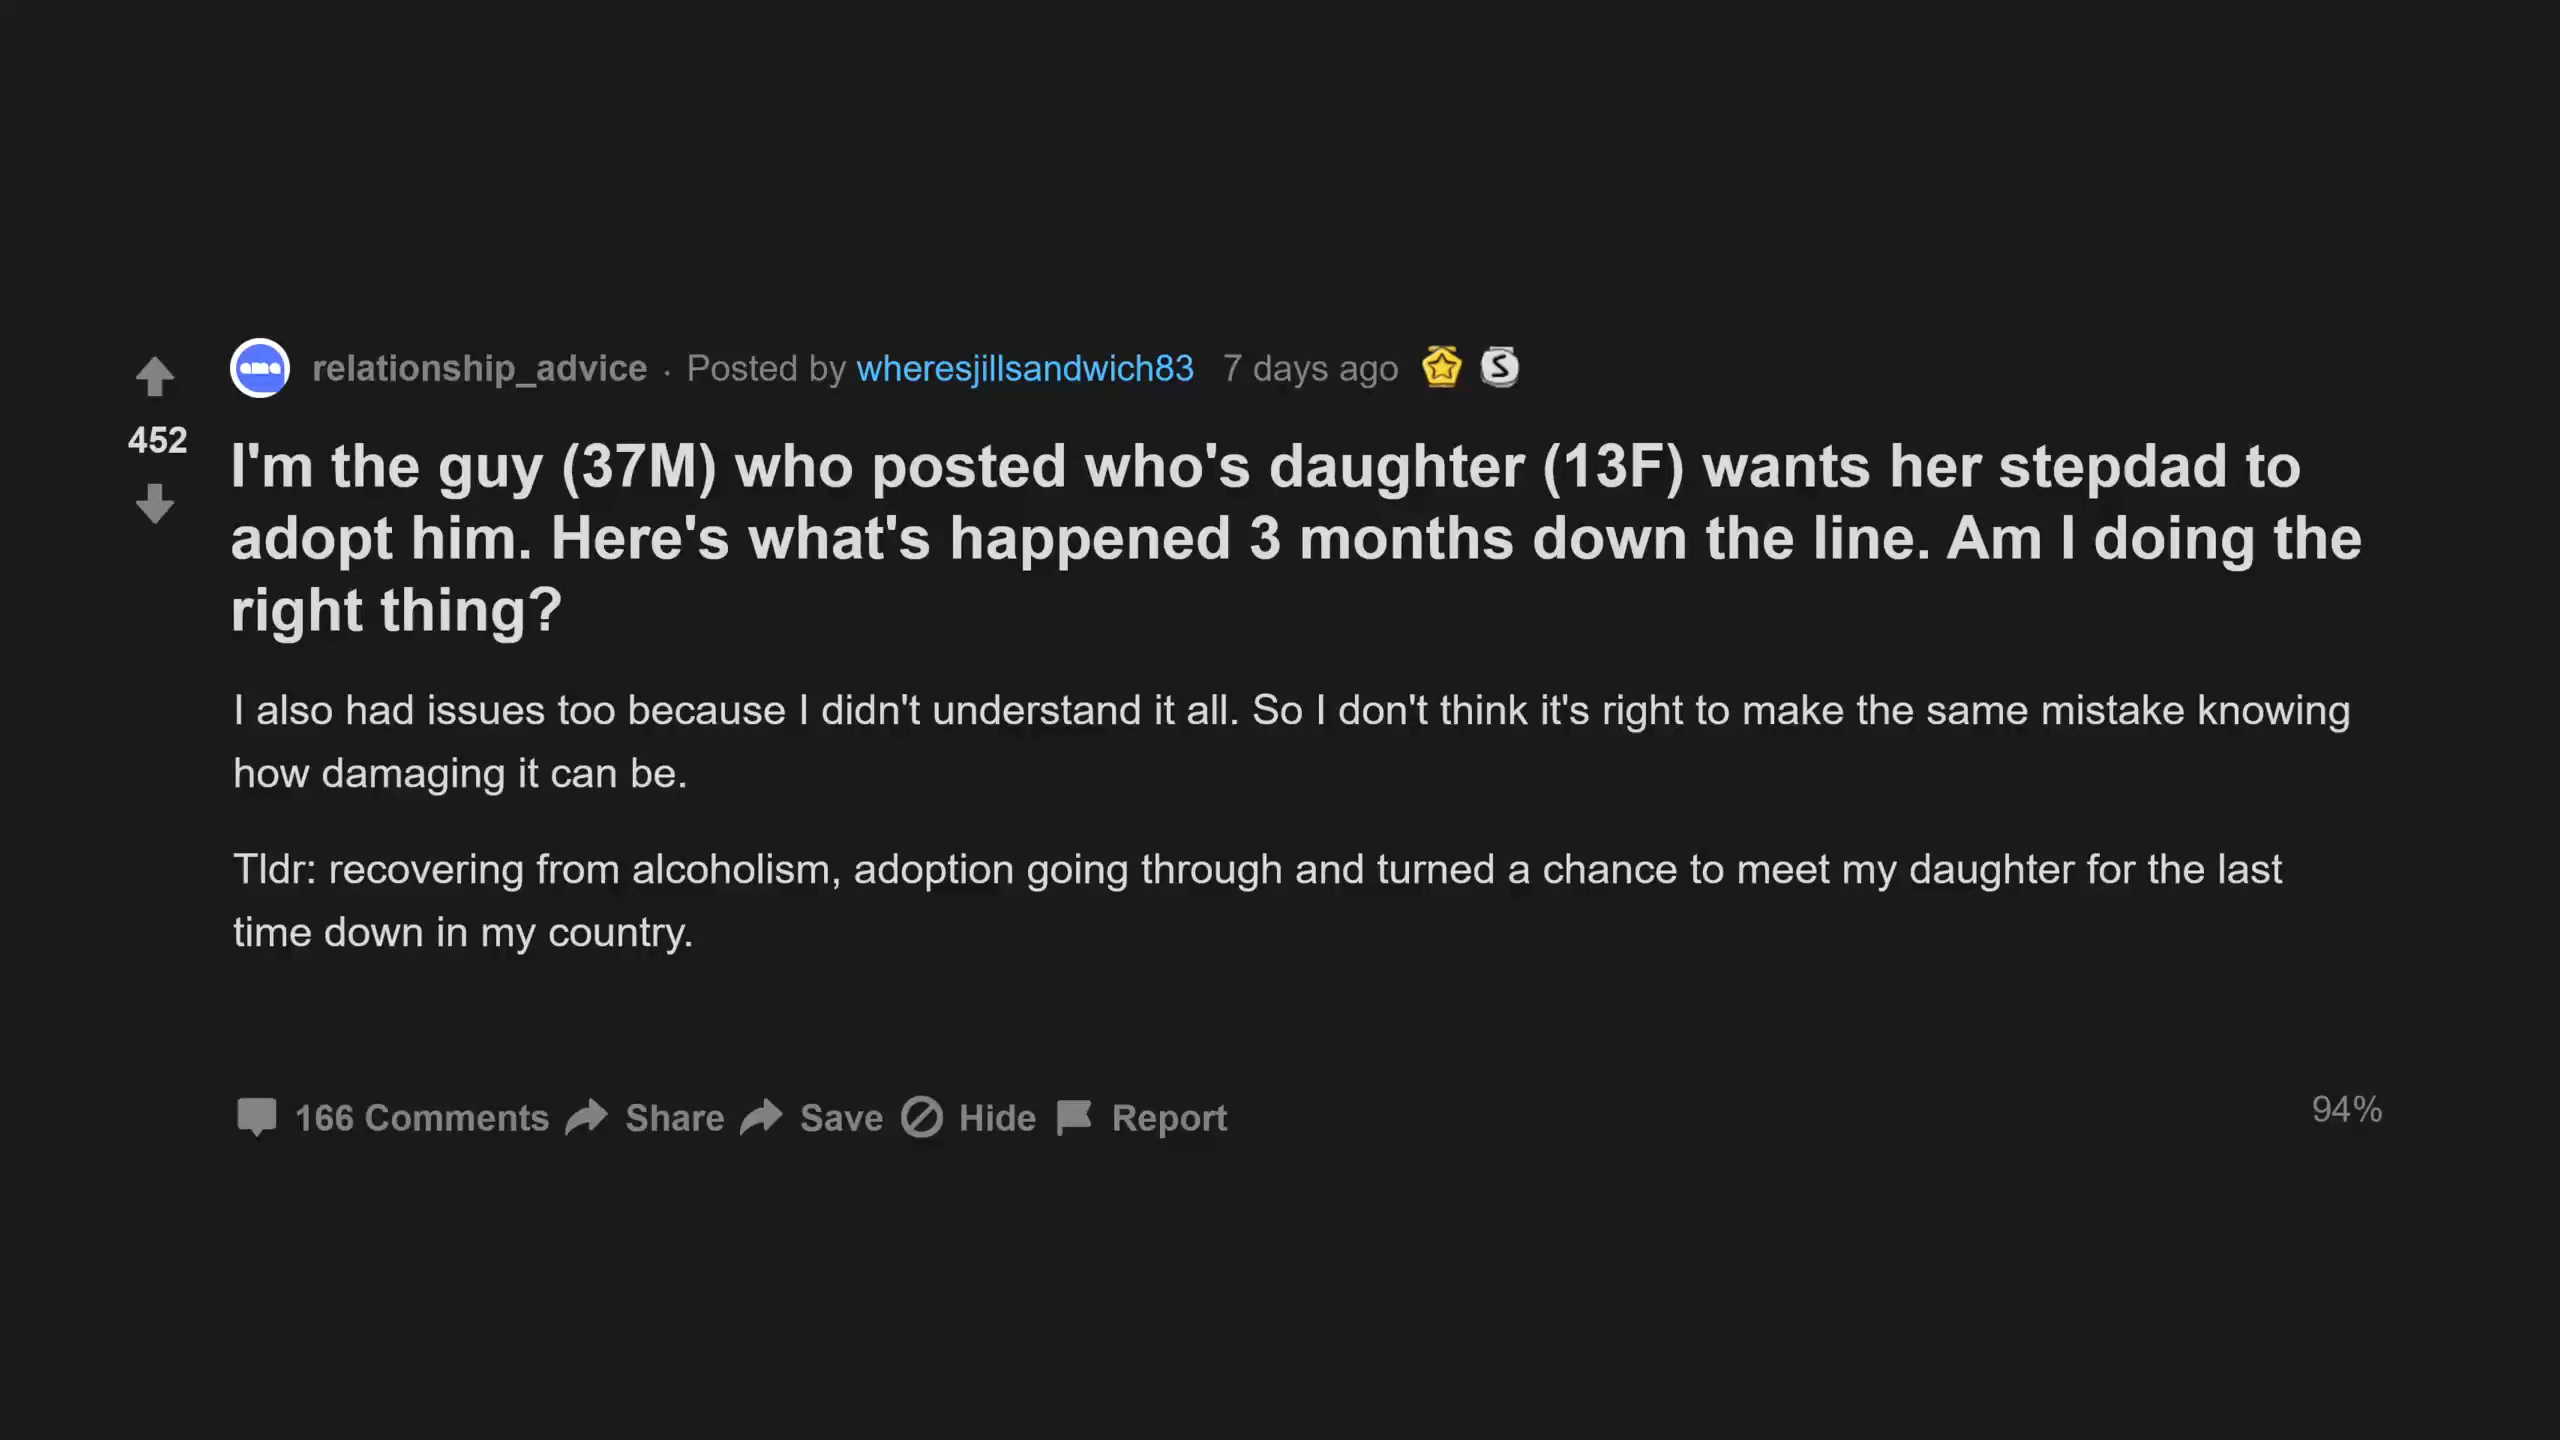 relationship_advice · Posted by wheresjillsandwich83 7 days ago S
452
I'm the guy (37M) who posted who's daughter (13F) wants her stepdad to
adopt him. Here's what's happened 3 months down the line. Am I doing the
right thing?
I also had issues too because I didn't understand it all. So I don't think it's right to make the same mistake knowing
how damaging it can be.
Tldr: recovering from alcoholism, adoption going through and turned a chance to meet my daughter for the last
time down in my country.
166 Comments Share Save Hide Report
94%